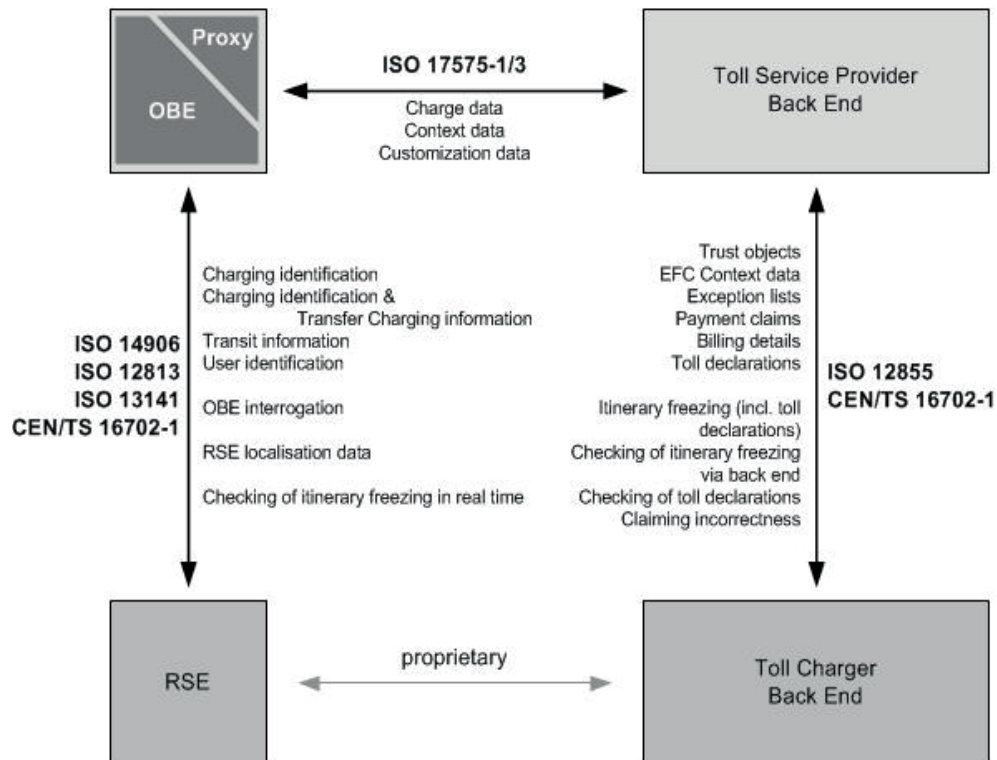 Proxy
OBE
ISO 17575-1/3
Charge data
Context data
Customization data
Toll Service Provider
Back End
ISO 14906
ISO 12813
ISO 13141
CEN/TS 16702-1
Charging identification
Charging identification &
Transfer Charging information
Transit information
User identification
OBE interrogation
RSE localisation data
Checking of itinerary freezing in real time
Trust objects
EFC Context data
Exception lists
Payment claims
Billing details
Toll declarations
Itinerary freezing (incl. toll
declarations)
Checking of itinerary freezing
via back end
Checking of toll declarations
Claiming incorrectness
ISO 12855
CEN/TS 16702-1
RSE
proprietary
Toll Charger
Back End